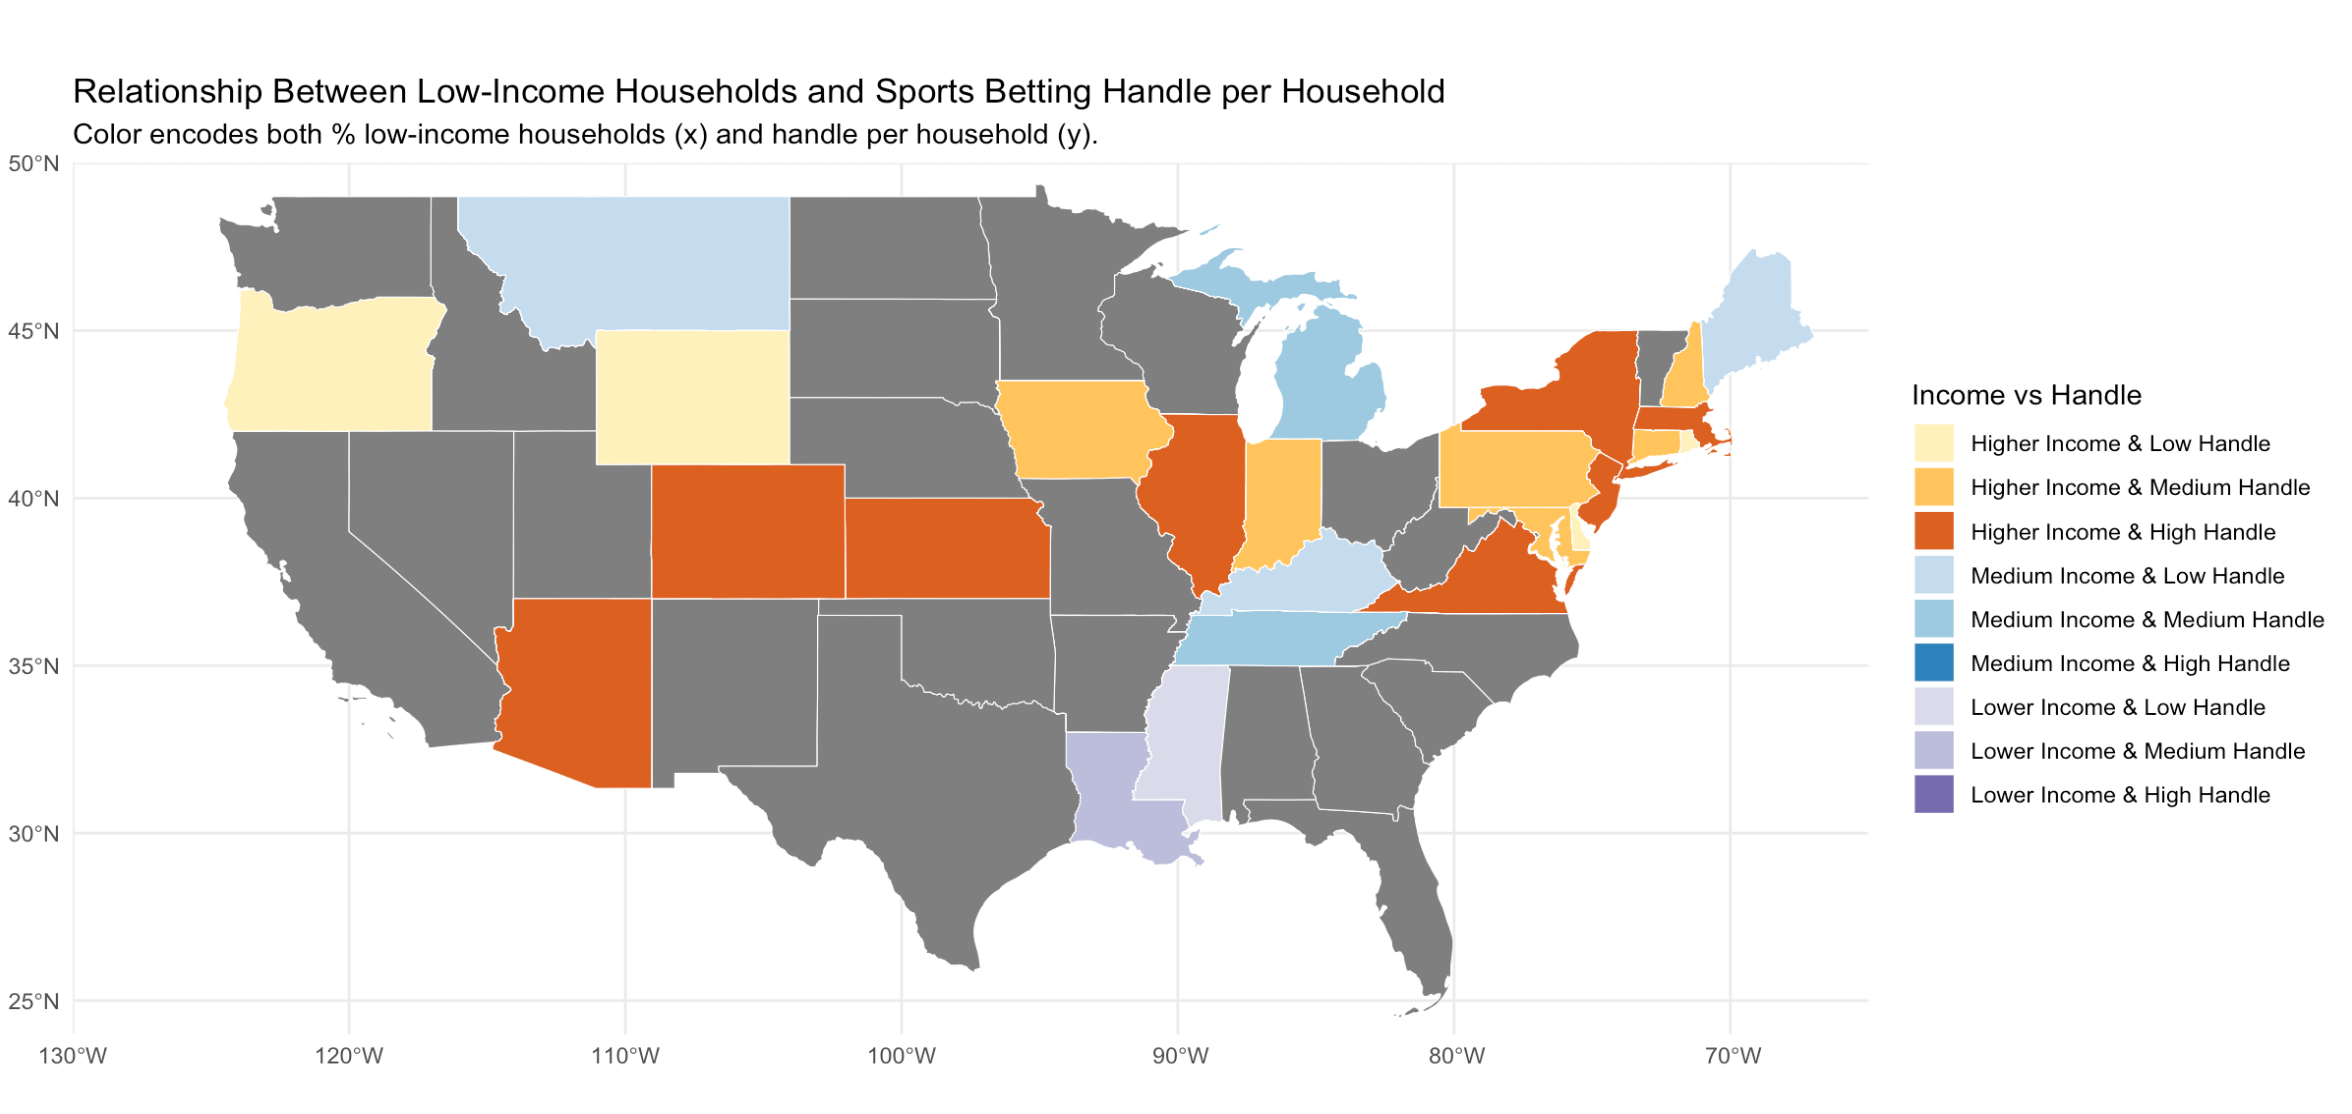 Relationship Between Low-Income Households and Sports Betting Handle per Household
Color encodes both % low-income households (x) and handle per household (y).
50°N
45°N
40°N
35°N
30°N
25°N
130°W
120°W
110°W
100°W
90°W
80°W
70°W
Income vs Handle
Higher Income & Low Handle
Higher Income & Medium Handle
Higher Income & High Handle
Medium Income & Low Handle
Medium Income & Medium Handle
Medium Income & High Handle
Lower Income & Low Handle
Lower Income & Medium Handle
Lower Income & High Handle